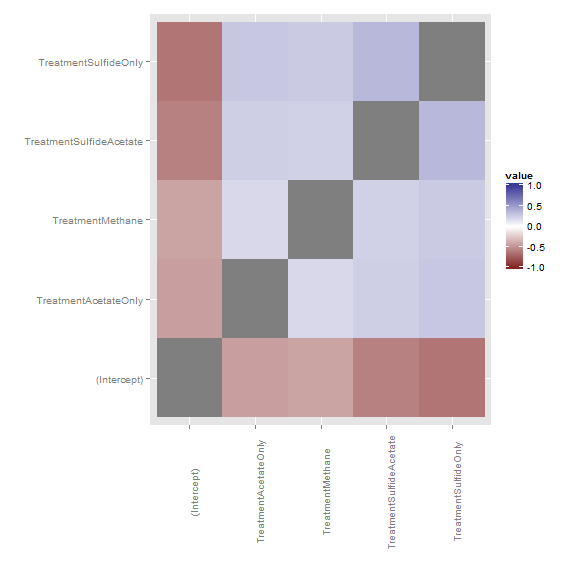 TreatmentSulfideOnly
TreatmentSulfideAcetate
TreatmentMethane
TreatmentAcetateOnly
(Intercept)
value
1.0
0.5
0.0
-0.5
-1.0
(Intercept)
TreatmentAcetateOnly
TreatmentMethane
TreatmentSulfideAcetate
TreatmentSulfideOnly